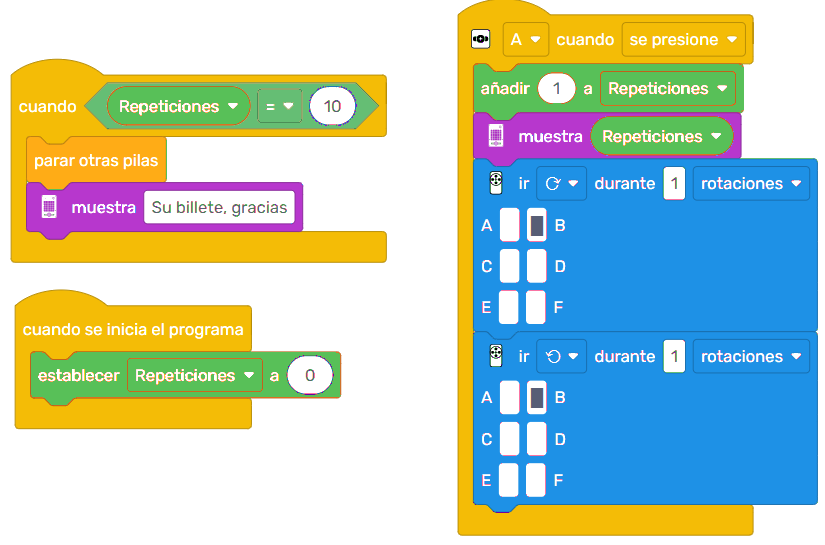 cuando Repeticiones = 10
parar otras pilas
muestra Su billete, gracias
cuando se inicia el programa
establecer Repeticiones a 0
A cuando se presione
añadir 1 a Repeticiones
muestra Repeticiones
ir durante 1 rotaciones
A B
C D
E F
ir durante 1 rotaciones
A B
C D
E F